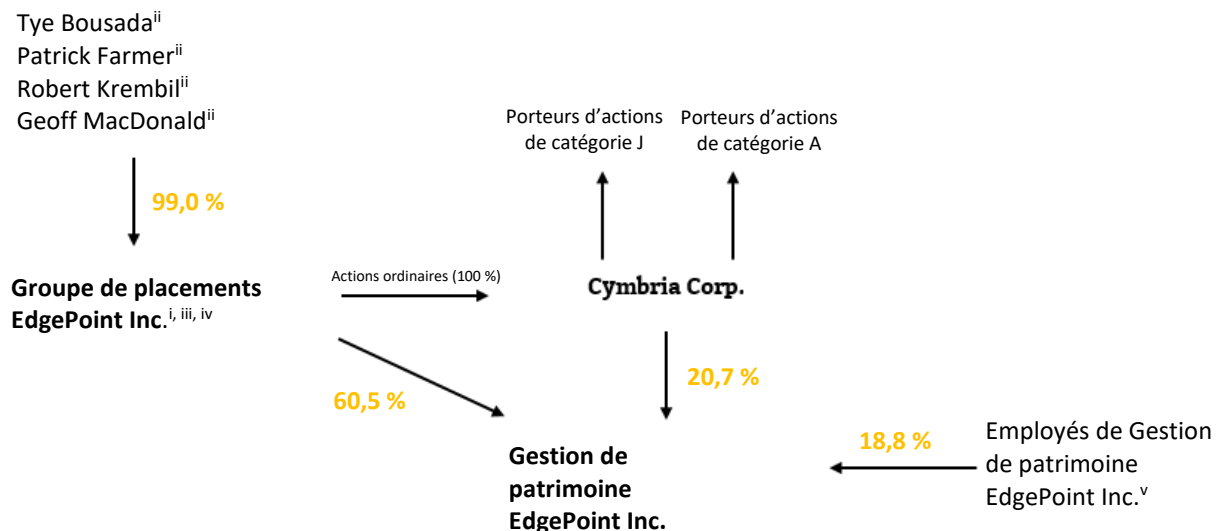 Tye Bousadaⁱⁱ
Patrick Farmerⁱⁱ
Robert Krembilⁱⁱ
Geoff MacDonaldⁱⁱ
99,0 %
Porteurs d’actions
de catégorie J
Porteurs d’actions
de catégorie A
Groupe de placements
EdgePoint Inc.ⁱ, ⁱⁱⁱ, ⁱᵛ
Actions ordinaires (100 %)
Cymbria Corp.
60,5 %
20,7 %
Gestion de
patrimoine
EdgePoint Inc.
18,8 %
Employés de Gestion
de patrimoine
EdgePoint Inc.ᵛ